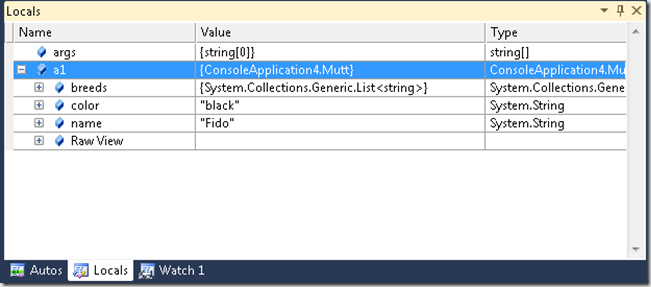 Locals
Name Value Type
args {string[0]} string[]
a1 {ConsoleApplication4.Mutt} ConsoleApplication4.Mu
breeds {System.Collections.Generic.List<string>} System.Collections.Gene
color "black" System.String
name "Fido" System.String
Raw View
Autos Locals Watch 1